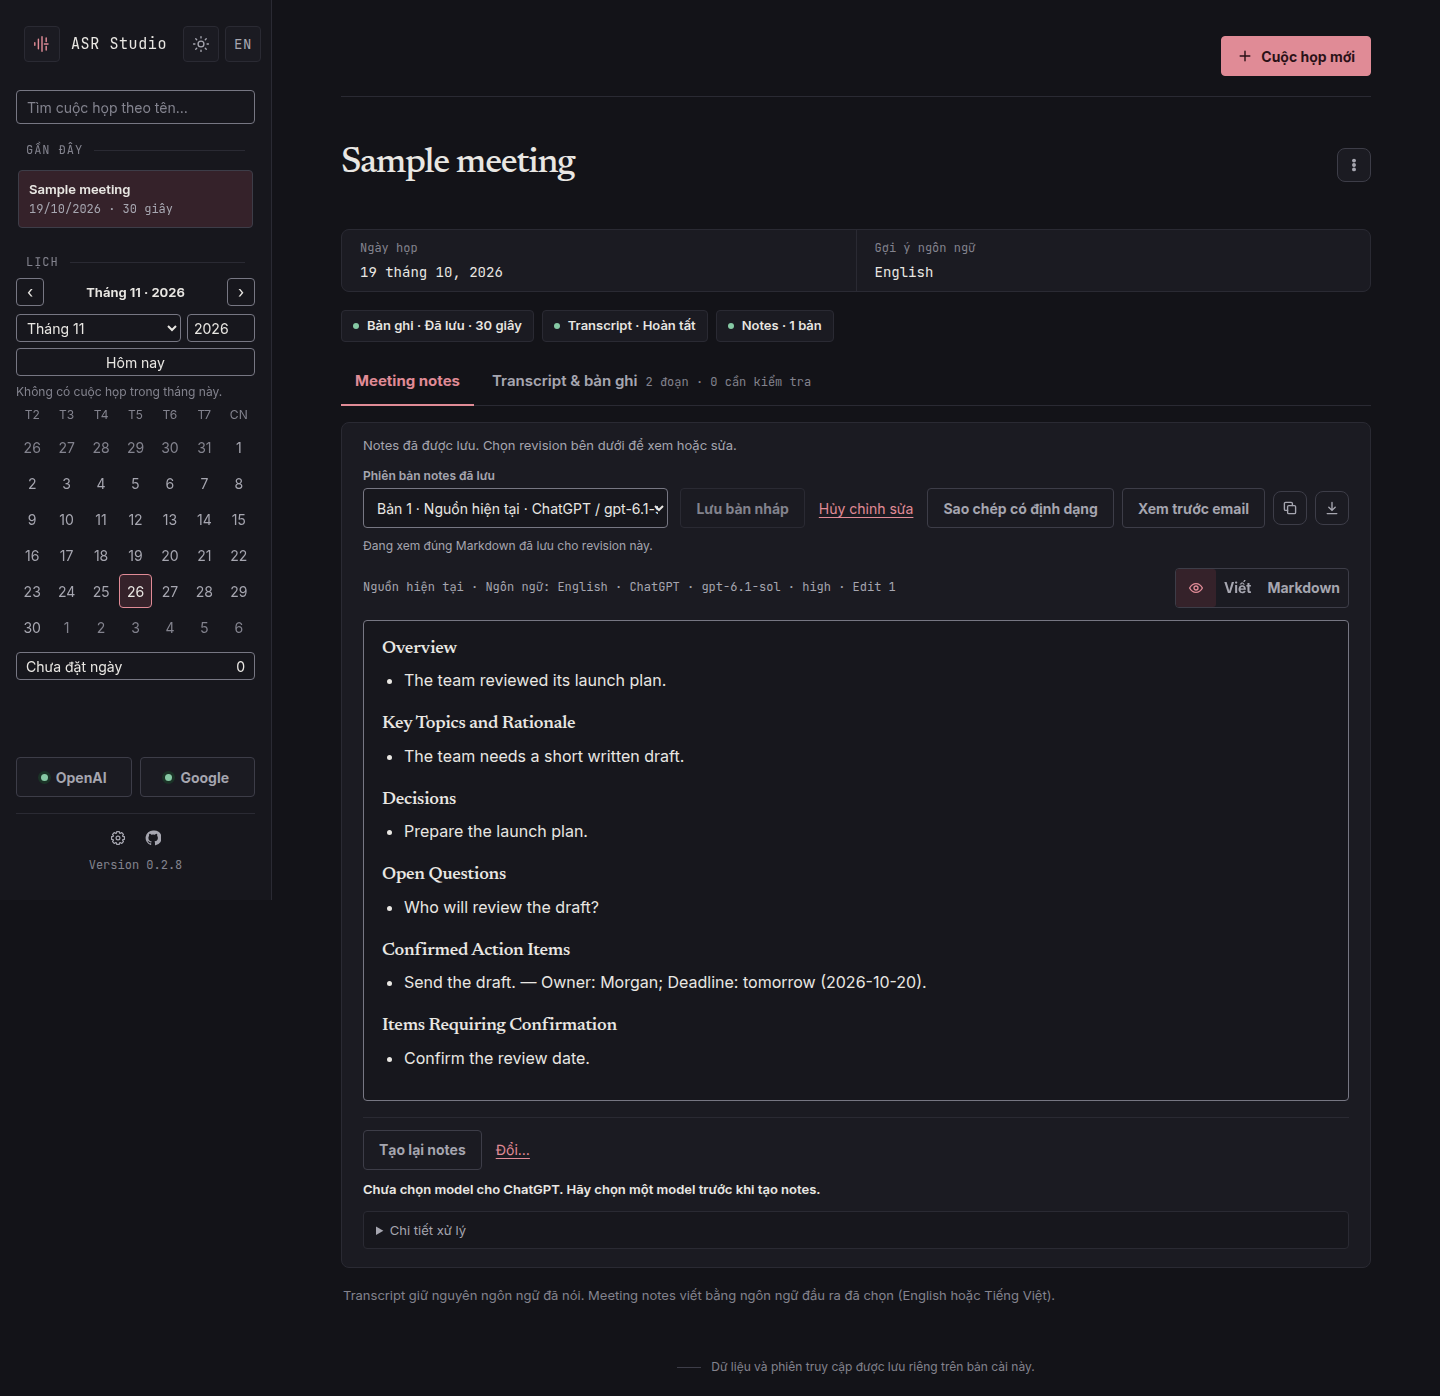 ASR Studio
EN
Tìm cuộc họp theo tên...
GẦN ĐÂY
Sample meeting
19/10/2026 · 30 giây
LỊCH
‹ Tháng 11 · 2026 ›
Tháng 11 2026
Hôm nay
Không có cuộc họp trong tháng này.
T2 T3 T4 T5 T6 T7 CN
26 27 28 29 30 31 1
2 3 4 5 6 7 8
9 10 11 12 13 14 15
16 17 18 19 20 21 22
23 24 25 26 27 28 29
30 1 2 3 4 5 6
Chưa đặt ngày 0
OpenAI Google
Version 0.2.8
+ Cuộc họp mới
Sample meeting
Ngày họp
19 tháng 10, 2026
Gợi ý ngôn ngữ
English
Bản ghi · Đã lưu · 30 giây
Transcript · Hoàn tất
Notes · 1 bản
Meeting notes
Transcript & bản ghi 2 đoạn · 0 cần kiểm tra
Notes đã được lưu. Chọn revision bên dưới để xem hoặc sửa.
Phiên bản notes đã lưu
Bản 1 · Nguồn hiện tại · ChatGPT / gpt-6.1-
Lưu bản nháp
Hủy chỉnh sửa
Sao chép có định dạng
Xem trước email
Đang xem đúng Markdown đã lưu cho revision này.
Nguồn hiện tại · Ngôn ngữ: English · ChatGPT · gpt-6.1-sol · high · Edit 1
Viết Markdown
Overview
• The team reviewed its launch plan.
Key Topics and Rationale
• The team needs a short written draft.
Decisions
• Prepare the launch plan.
Open Questions
• Who will review the draft?
Confirmed Action Items
• Send the draft. — Owner: Morgan; Deadline: tomorrow (2026-10-20).
Items Requiring Confirmation
• Confirm the review date.
Tạo lại notes
Đổi...
Chưa chọn model cho ChatGPT. Hãy chọn một model trước khi tạo notes.
▶ Chi tiết xử lý
Transcript giữ nguyên ngôn ngữ đã nói. Meeting notes viết bằng ngôn ngữ đầu ra đã chọn (English hoặc Tiếng Việt).
Dữ liệu và phiên truy cập được lưu riêng trên bản cài này.